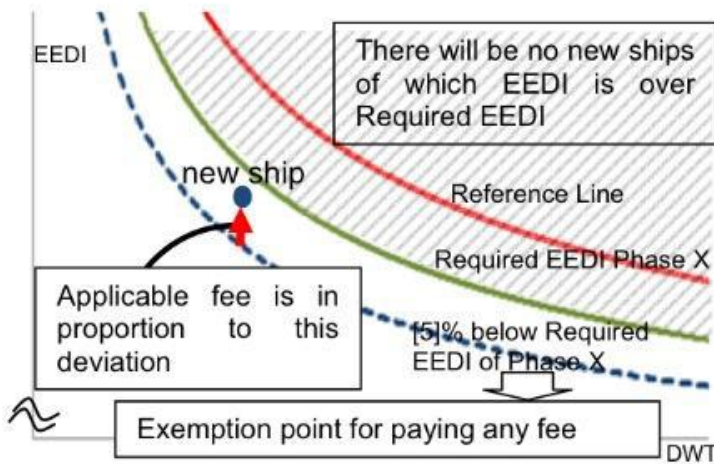 EEDI
There will be no new ships
of which EEDI is over
Required EEDI
new ship
Reference Line
Required EEDI Phase X
Applicable fee is in
proportion to this
deviation
[5]% below Required
EEDI of Phase X
Exemption point for paying any fee
DWT